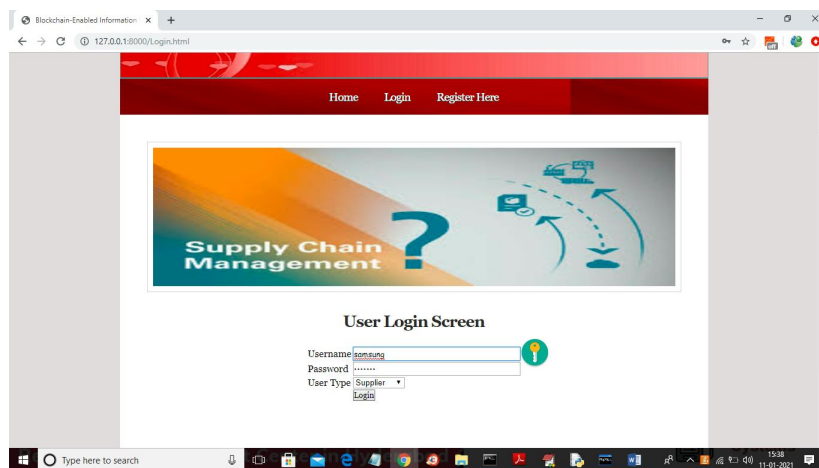 Blockchain-Enabled Information
127.0.0.1:8000/Login.html
off
Home Login Register Here
Supply Chain
Management ?
User Login Screen
Username samsung
Password ·······
User Type Supplier
Login
Type here to search
15:38
11-01-2021